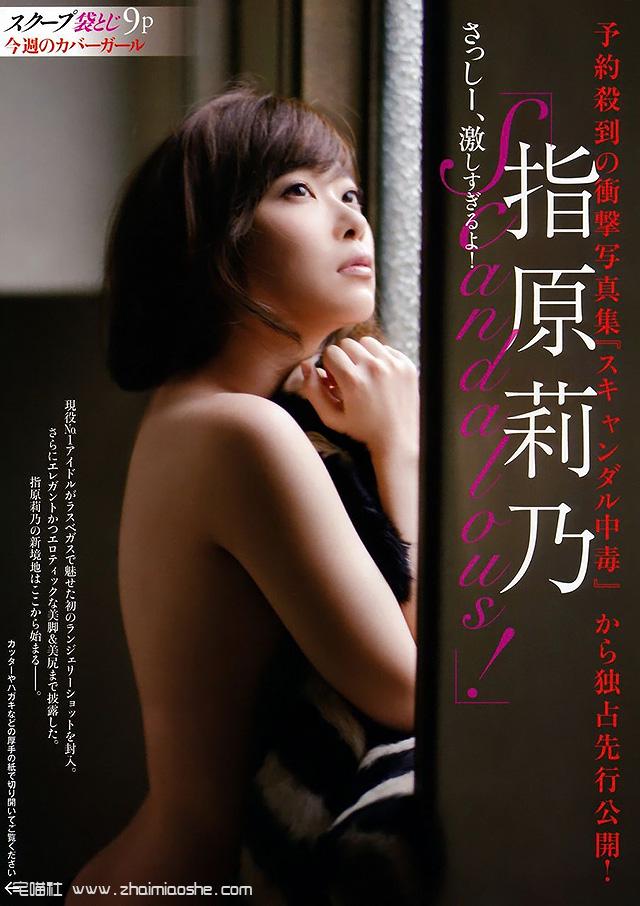 スクープ袋とじ9p
今週のカバーガール
予約殺到の衝撃写真集『スキャンダル中毒』から独占先行公開！
指原莉乃
「Scandalous!」
さっしー、激しすぎるよ！
現役No.1アイドルがラスベガスで魅せた初のランジェリーショットを封入。
さらにエレガントかつエロティックな美脚&美尻まで披露した。
指原莉乃の新境地はここから始まる――。
カッターやハガキなどの厚手の紙で切り開いてご覧ください
宅喵社 www.zhaimiaoshe.com